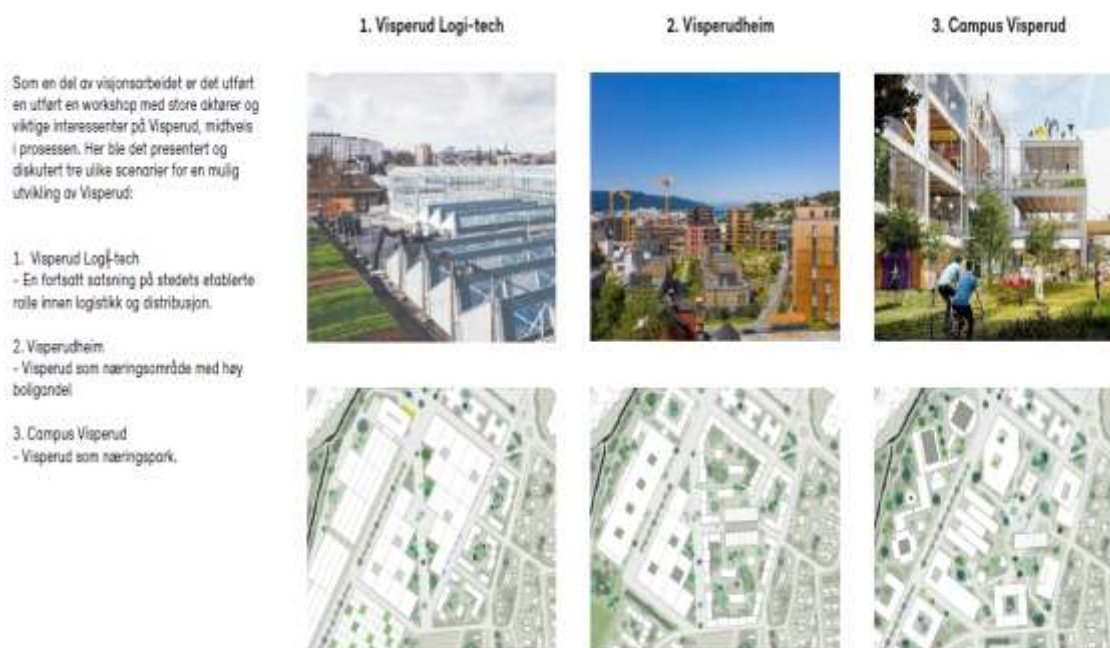 1. Visperud Logi-tech
2. Visperudheim
3. Campus Visperud
Som en del av visjonsarbeidet er det utført
en utført en workshop med store aktører og
viktige interessenter på Visperud, midtveis
i prosessen. Her ble det presentert og
diskutert tre ulike scenarier for en mulig
utvikling av Visperud:
1. Visperud Logi-tech
- En fortsatt satsning på stedets etablerte
rolle innen logistikk og distribusjon.
2. Visperudheim
- Visperud som næringsområde med høy
boligandel
3. Campus Visperud
- Visperud som næringspark.